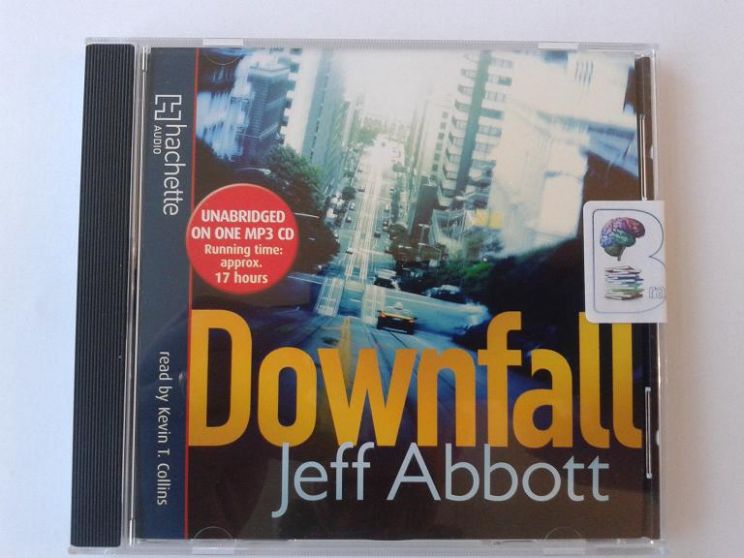 hachette
AUDIO
UNABRIDGED
ON ONE MP3 CD
Running time:
approx.
17 hours
read by Kevin T. Collins
Downfall
Jeff Abbott